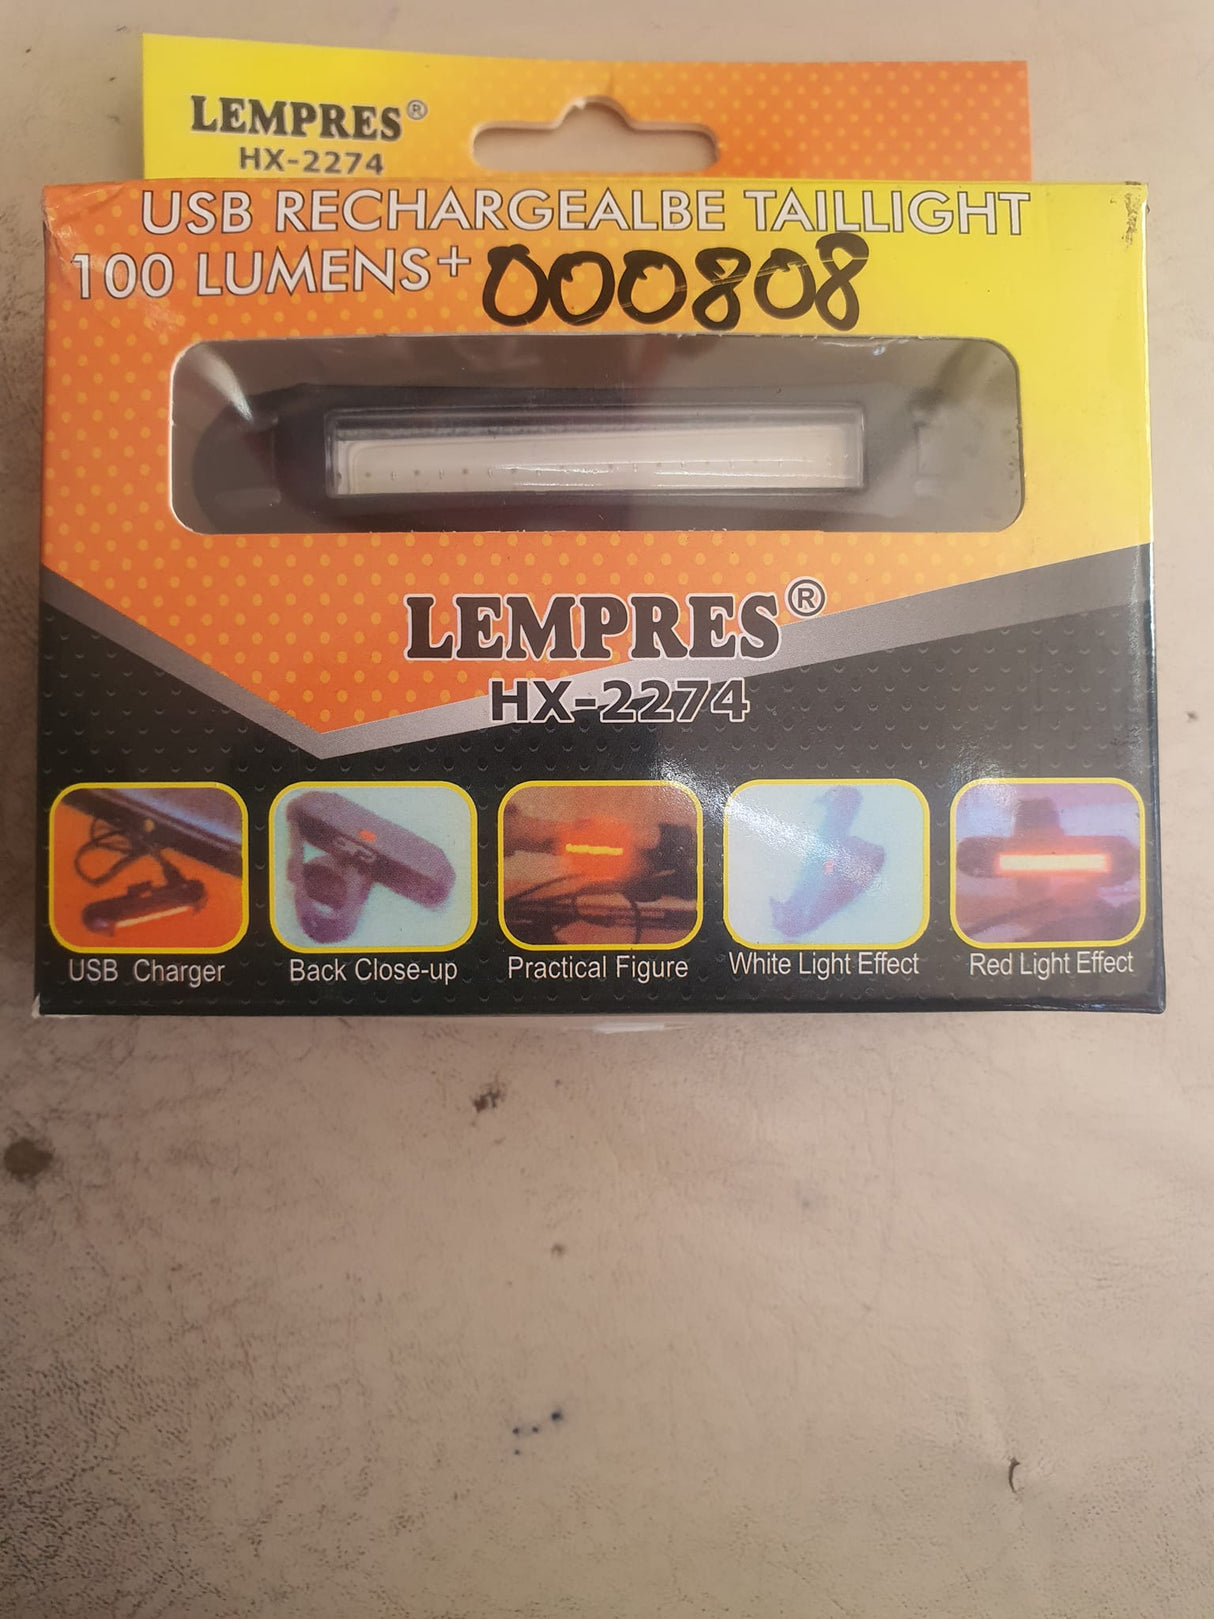 LEMPRES®
HX-2274
USB RECHARGEALBE TAILLIGHT
100 LUMENS+ 000808
LEMPRES®
HX-2274
USB Charger
Back Close-up
Practical Figure
White Light Effect
Red Light Effect